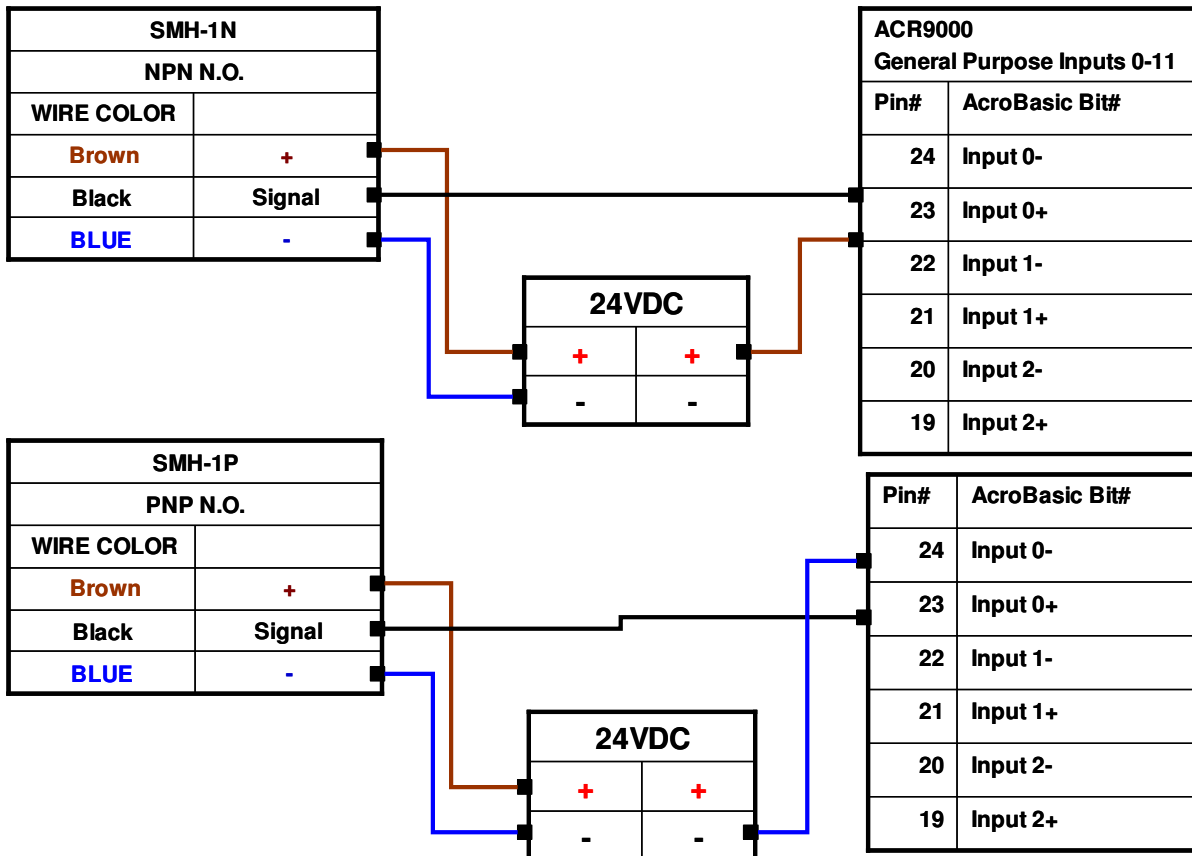 SMH-1N
NPN N.O.
WIRE COLOR
Brown +
Black Signal
BLUE -
24VDC
+ +
- -
ACR9000
General Purpose Inputs 0-11
Pin# AcroBasic Bit#
24 Input 0-
23 Input 0+
22 Input 1-
21 Input 1+
20 Input 2-
19 Input 2+
SMH-1P
PNP N.O.
WIRE COLOR
Brown +
Black Signal
BLUE -
24VDC
+ +
- -
Pin# AcroBasic Bit#
24 Input 0-
23 Input 0+
22 Input 1-
21 Input 1+
20 Input 2-
19 Input 2+